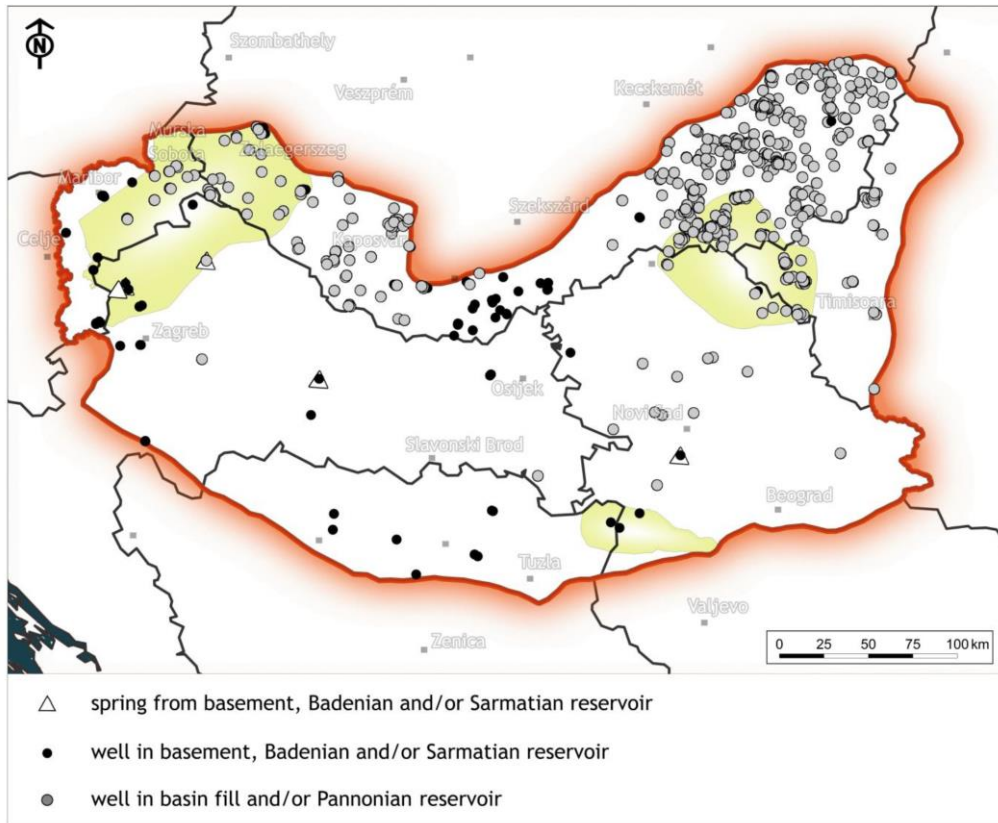 N
Szombathely
Veszprém
Kecskemét
Murska
Sobota
Zalaegerszeg
Maribor
Szekszárd
Celje
Kaposvár
Timisoara
Zagreb
Osijek
Novi Sad
Slavonski Brod
Beograd
Tuzla
Valjevo
Zenica
0 25 50 75 100 km
spring from basement, Badenian and/or Sarmatian reservoir
well in basement, Badenian and/or Sarmatian reservoir
well in basin fill and/or Pannonian reservoir